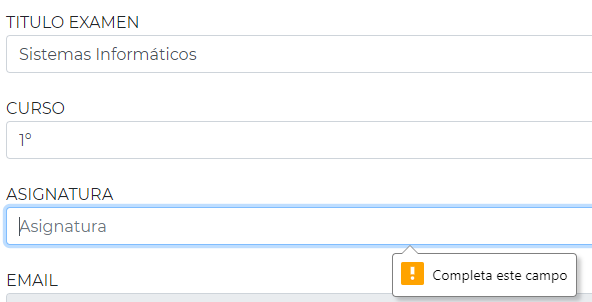 TITULO EXAMEN
Sistemas Informáticos
CURSO
1º
ASIGNATURA
Asignatura
Completa este campo
EMAIL